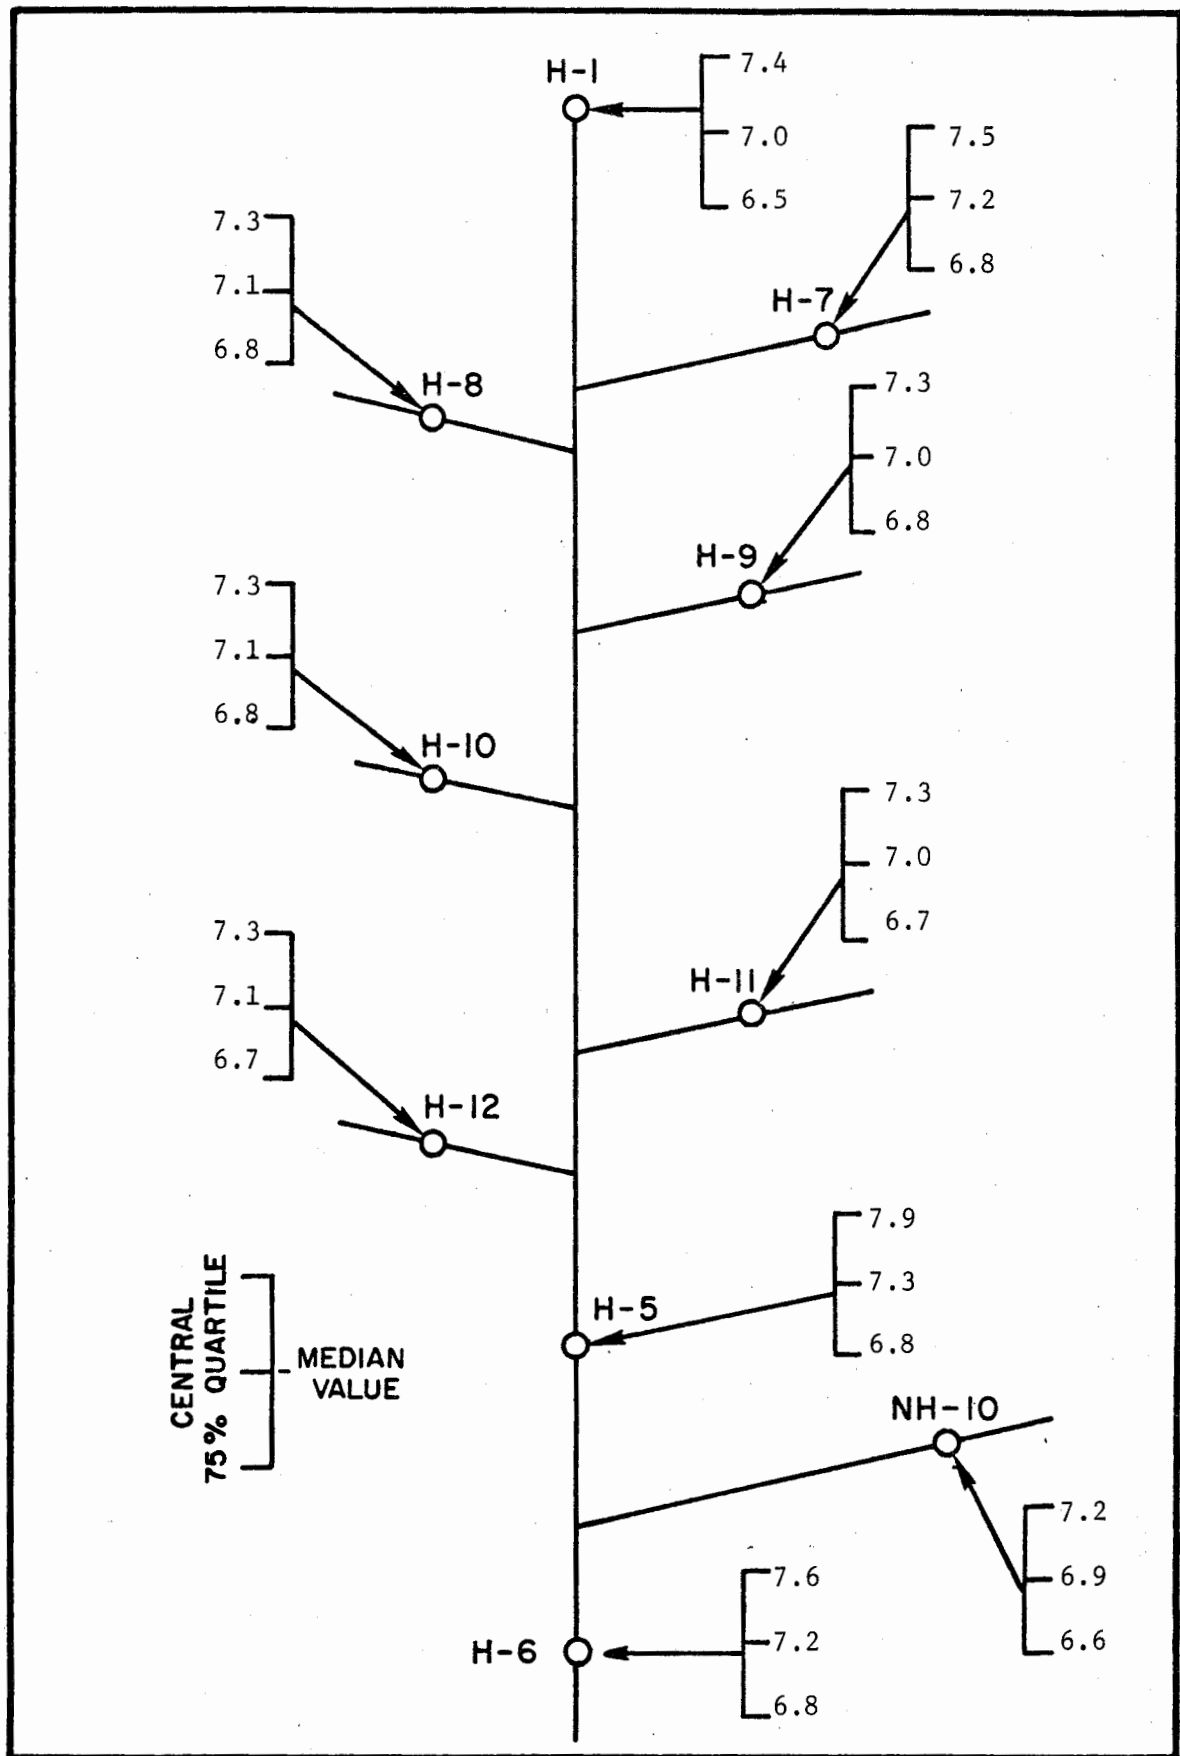 H-1
7.4
7.0
6.5
7.5
7.2
6.8
H-7
7.3
7.1
6.8
H-8
7.3
7.0
6.8
H-9
7.3
7.1
6.8
H-10
7.3
7.0
6.7
H-11
7.3
7.1
6.7
H-12
7.9
7.3
6.8
H-5
CENTRAL
75% QUARTILE
MEDIAN
VALUE
NH-10
7.2
6.9
6.6
7.6
7.2
6.8
H-6